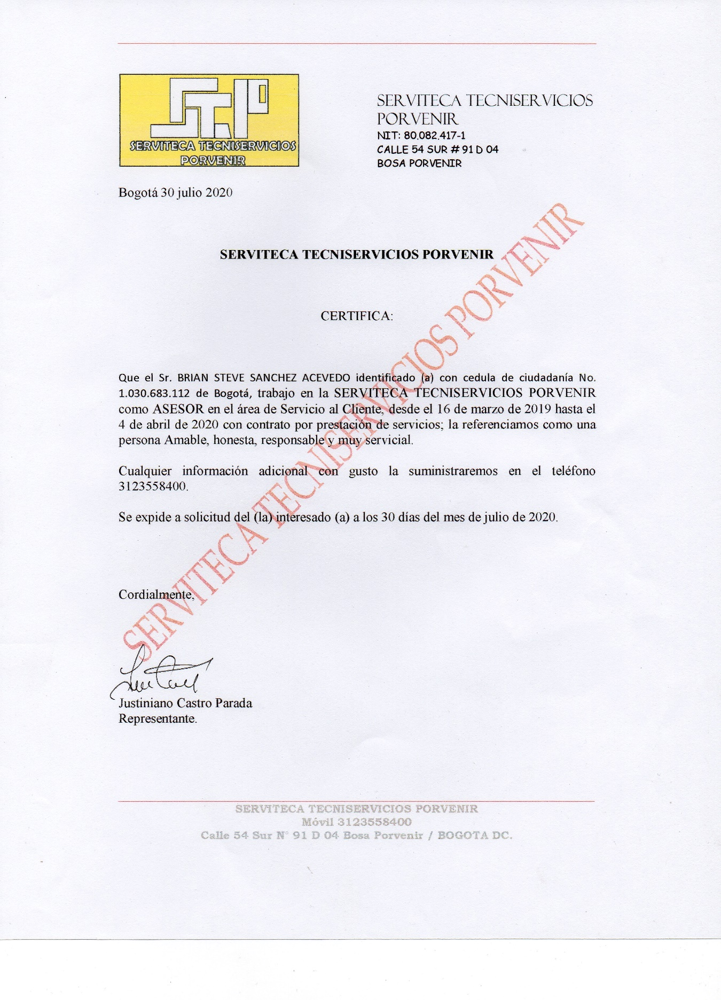 STP
SERVITECA TECNISERVICIOS
PORVENIR
SERVITECA TECNISERVICIOS
PORVENIR
NIT: 80.082.417-1
CALLE 54 SUR # 91 D 04
BOSA PORVENIR
Bogotá 30 julio 2020
SERVITECA TECNISERVICIOS PORVENIR
CERTIFICA:
Que el Sr. BRIAN STEVE SANCHEZ ACEVEDO identificado (a) con cedula de ciudadanía No.
1.030.683.112 de Bogotá, trabajo en la SERVITECA TECNISERVICIOS PORVENIR
como ASESOR en el área de Servicio al Cliente, desde el 16 de marzo de 2019 hasta el
4 de abril de 2020 con contrato por prestación de servicios; la referenciamos como una
persona Amable, honesta, responsable y muy servicial.
Cualquier información adicional con gusto la suministraremos en el teléfono
3123558400.
Se expide a solicitud del (la) interesado (a) a los 30 días del mes de julio de 2020.
SERVITECA TECNISERVICIOS PORVENIR
Cordialmente,
Justiniano Castro Parada
Representante.
SERVITECA TECNISERVICIOS PORVENIR
Móvil 3123558400
Calle 54 Sur N° 91 D 04 Bosa Porvenir / BOGOTA DC.